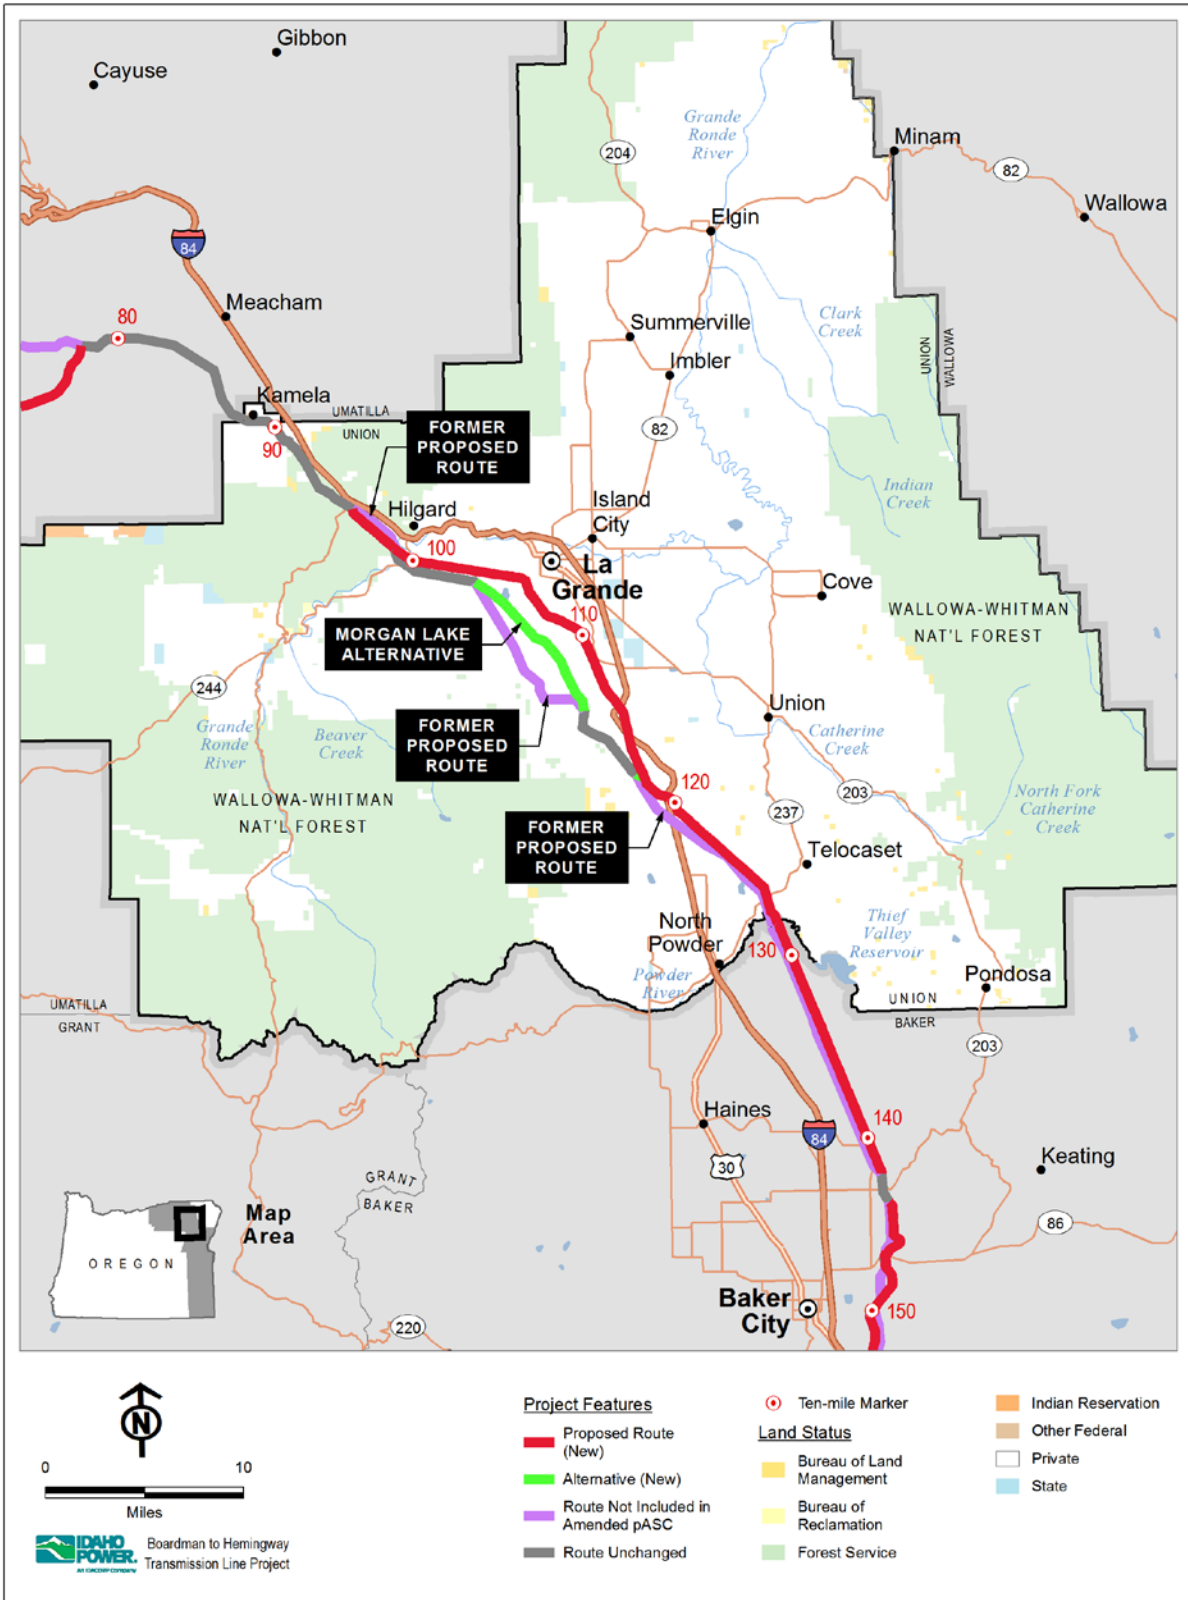 Gibbon
Cayuse
Grande
Ronde
River
204
Minam
82
Wallowa
Elgin
84
Meacham
80
Clark
Creek
Summerville
UNION
WALLOWA
Imbler
Kamela
UMATILLA
UNION
90
FORMER
PROPOSED
ROUTE
82
Indian
Creek
Hilgard
Island
City
100
La
Grande
Cove
110
WALLOWA-WHITMAN
NAT'L FOREST
MORGAN LAKE
ALTERNATIVE
244
Grande
Ronde
River
Beaver
Creek
FORMER
PROPOSED
ROUTE
Union
Catherine
Creek
120
203
237
North Fork
Catherine
Creek
WALLOWA-WHITMAN
NAT'L FOREST
FORMER
PROPOSED
ROUTE
Telocaset
North
Powder
130
Thief
Valley
Reservoir
Powder
River
Pondosa
UMATILLA
GRANT
UNION
BAKER
203
Haines
140
84
30
Keating
GRANT
BAKER
Map
Area
OREGON
86
Baker
City
150
220
N
0 10
Miles
IDAHO
POWER.
AN IDACORP COMPANY
Boardman to Hemingway
Transmission Line Project
Project Features
Proposed Route
(New)
Alternative (New)
Route Not Included in
Amended pASC
Route Unchanged
Ten-mile Marker
Land Status
Bureau of Land
Management
Bureau of
Reclamation
Forest Service
Indian Reservation
Other Federal
Private
State